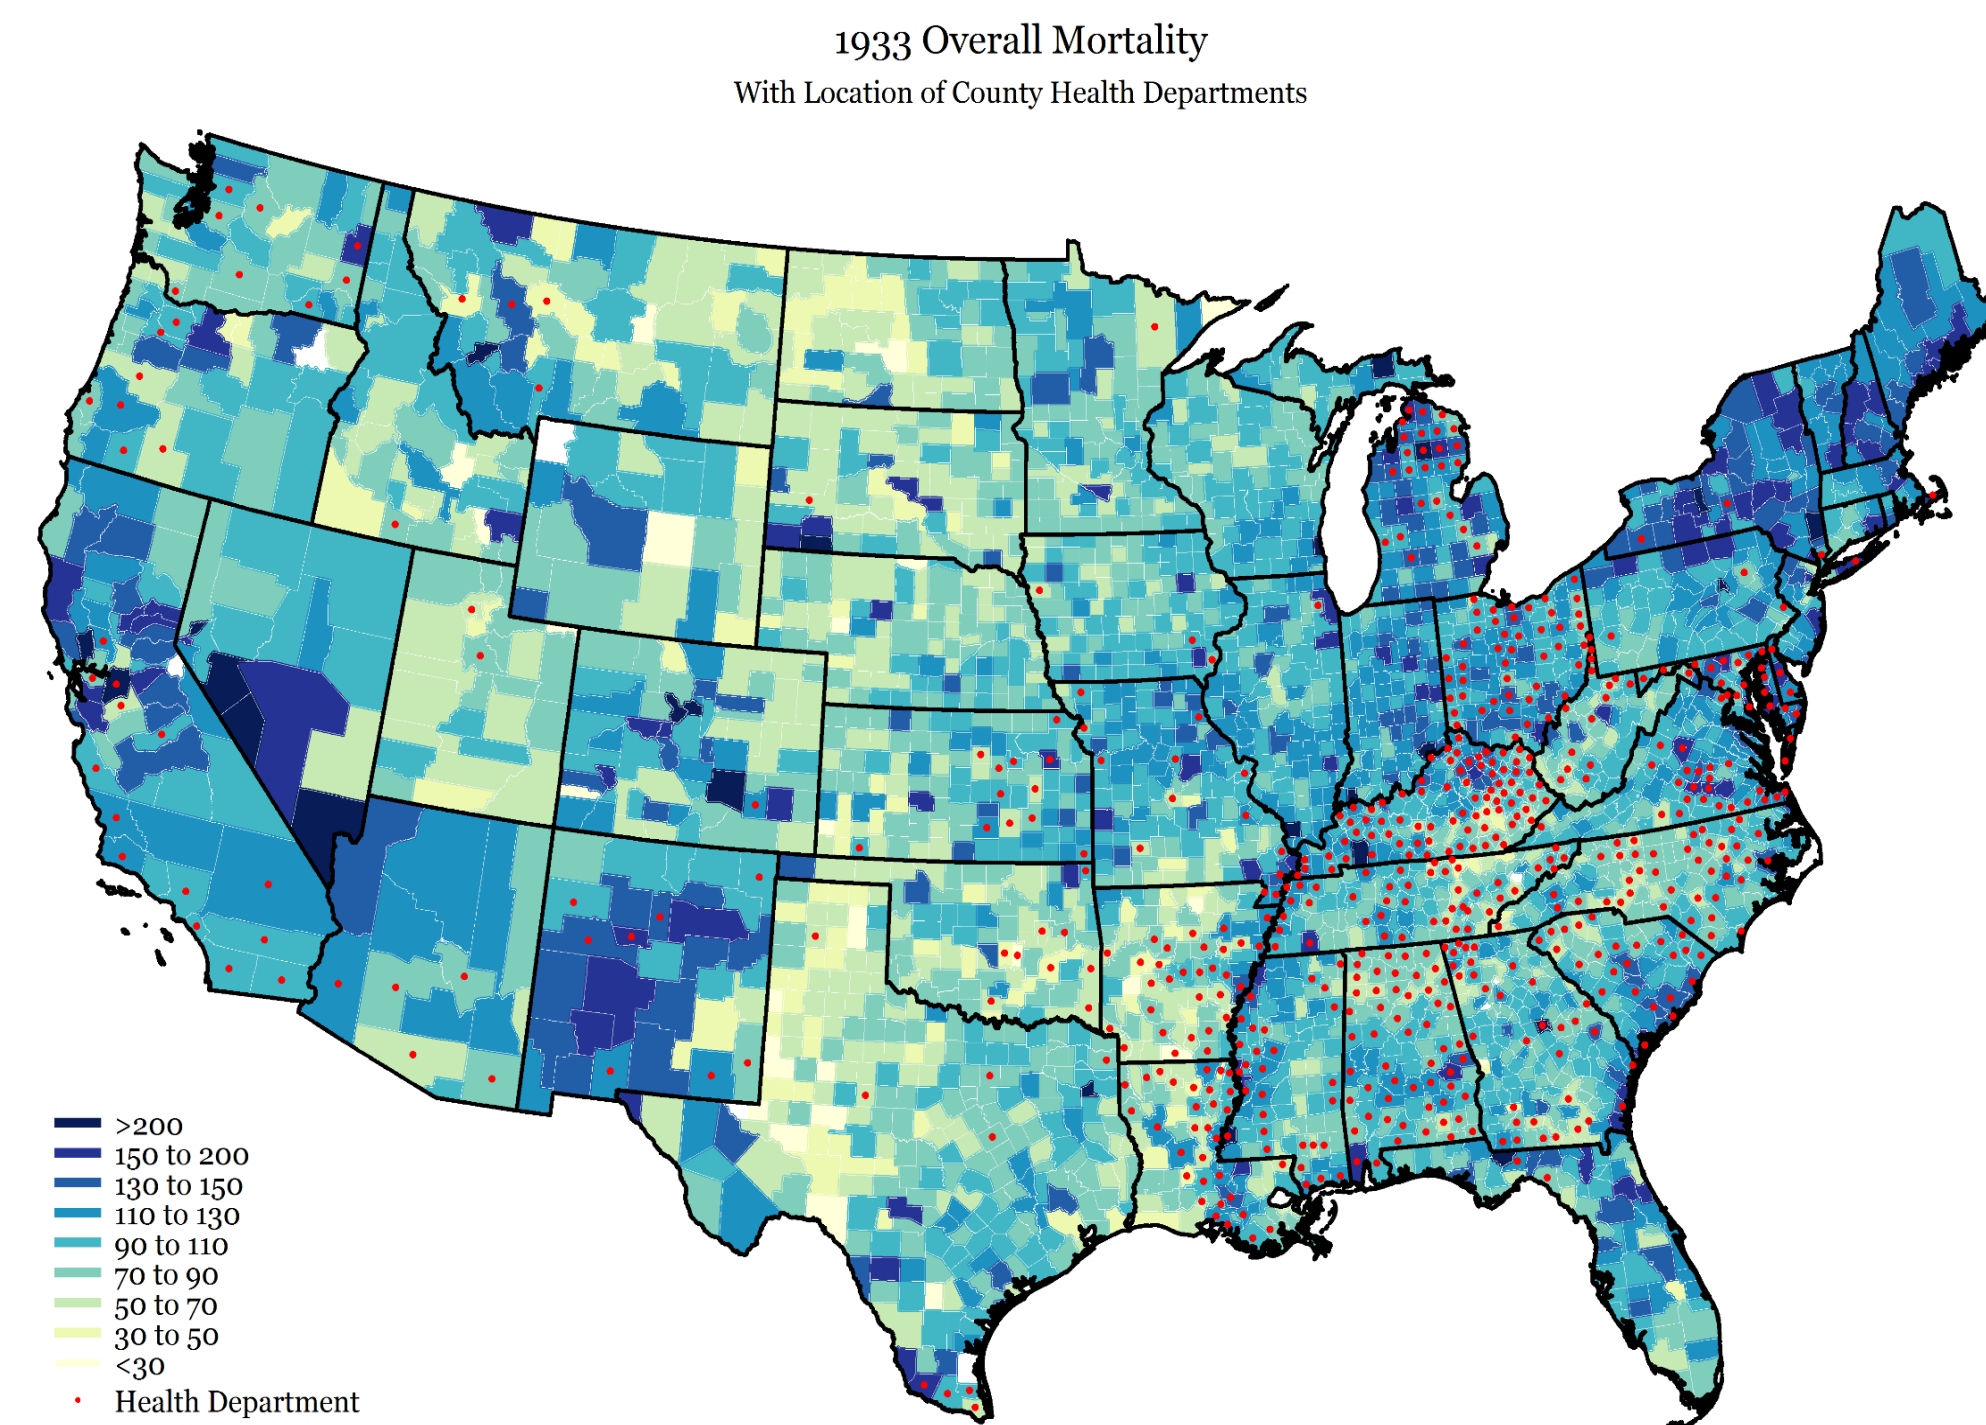 1933 Overall Mortality
With Location of County Health Departments
>200
150 to 200
130 to 150
110 to 130
90 to 110
70 to 90
50 to 70
30 to 50
<30
Health Department